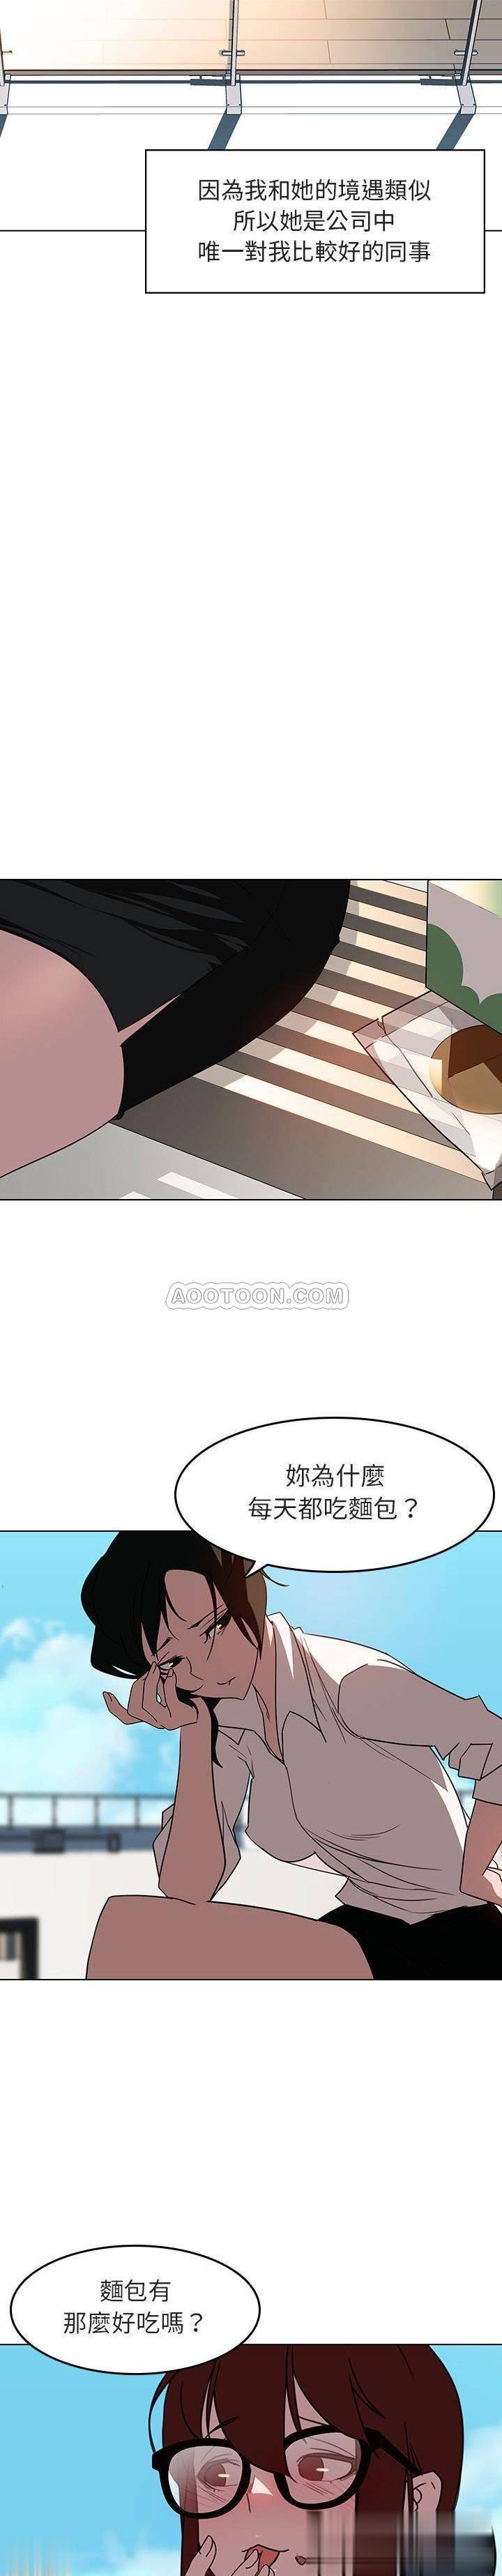 因為我和她的境遇類似
所以她是公司中
唯一對我比較好的同事
AOOTOON.COM
妳為什麼
每天都吃麵包？
麵包有
那麼好吃嗎？